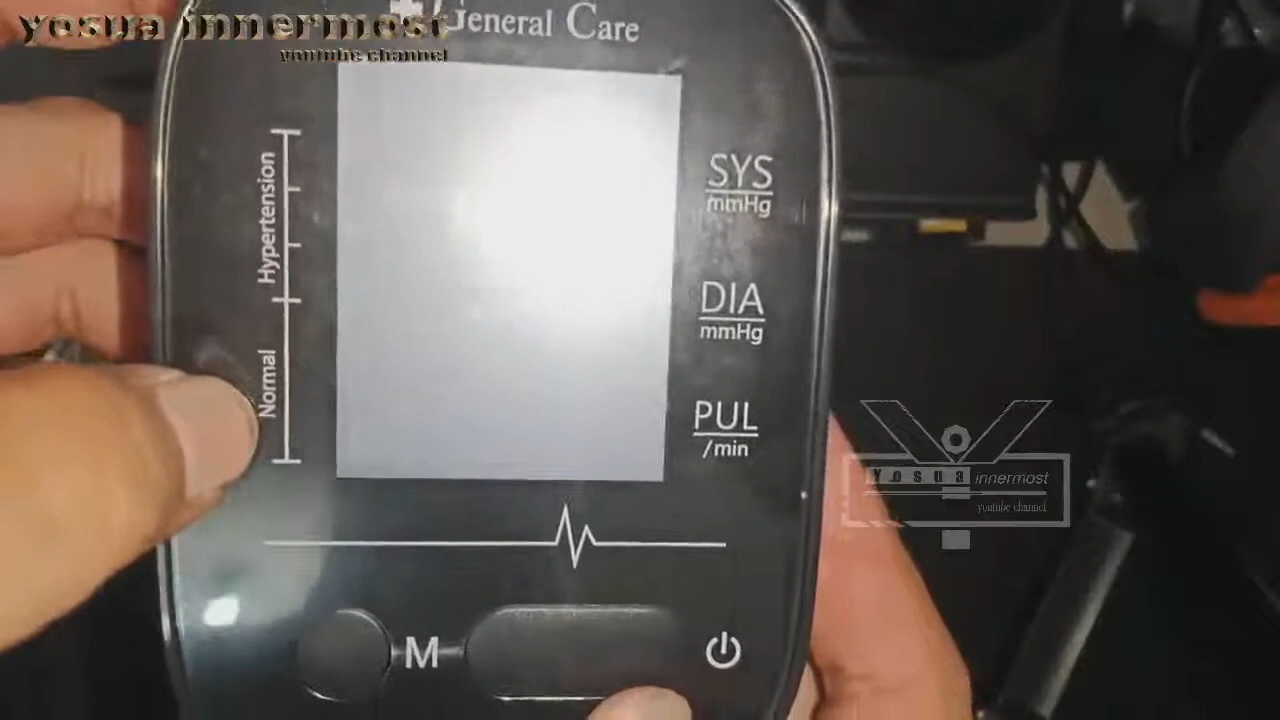 yosua innermost
youtube channel
General Care
Hypertension
Normal
SYS
mmHg
DIA
mmHg
PUL
/min
M
Yosua innermost
youtube channel